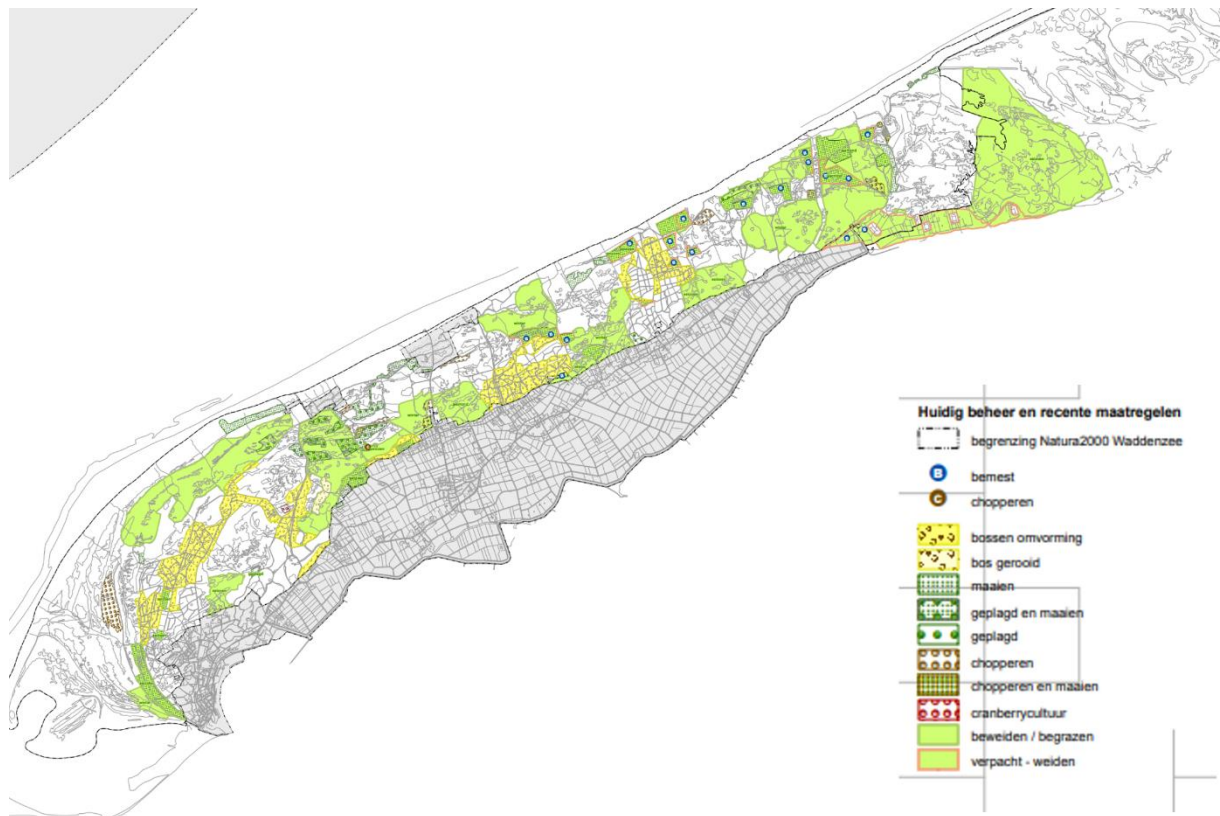 Huidig beheer en recente maatregelen
begrenzing Natura2000 Waddenzee
B bemest
C chopperen
bossen omvorming
bos gerooid
maaien
geplagd en maaien
geplagd
chopperen
chopperen en maaien
cranberrycultuur
beweiden / begrazen
verpacht - weiden